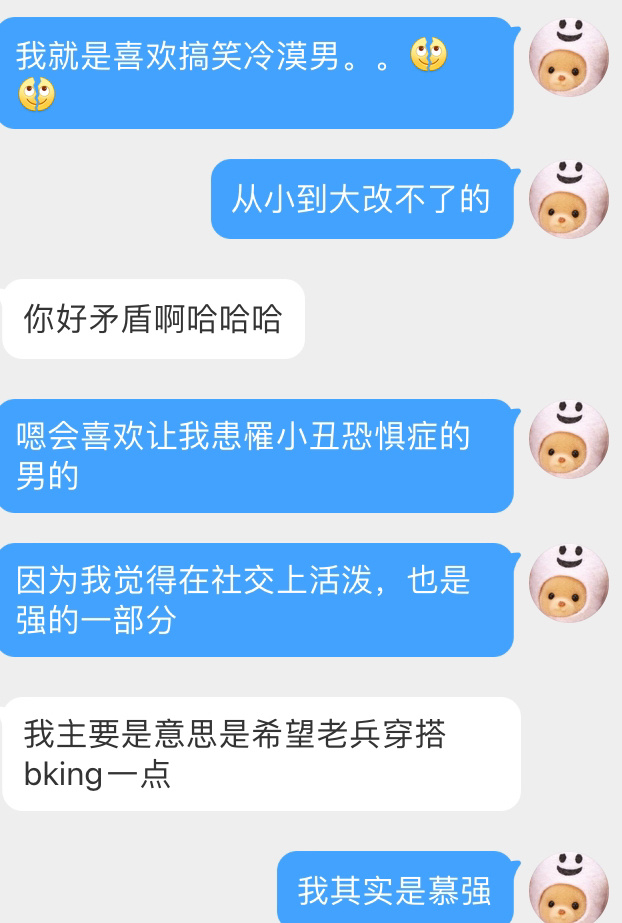 我就是喜欢搞笑冷漠男。。🫨
🫨
从小到大改不了的
你好矛盾啊哈哈哈
嗯会喜欢让我患罹小丑恐惧症的
男的
因为我觉得在社交上活泼，也是
强的一部分
我主要是意思是希望老兵穿搭
bking一点
我其实是慕强